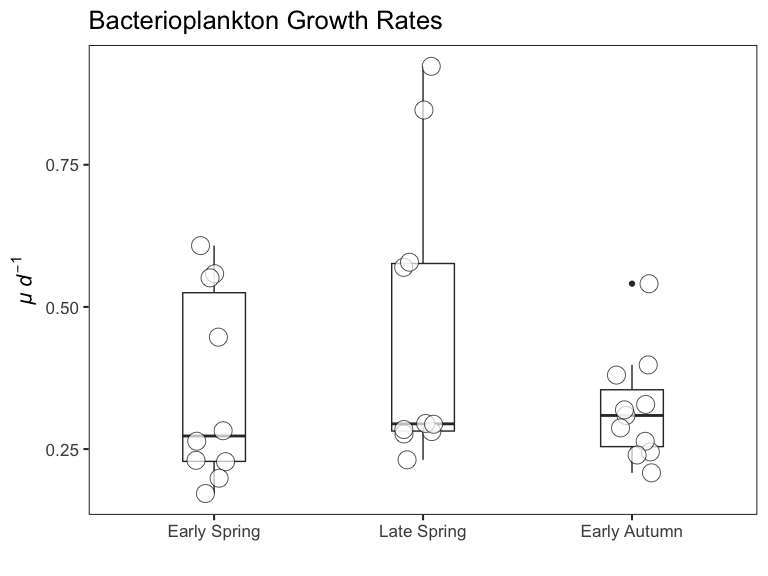 Bacterioplankton Growth Rates
μ d⁻¹
0.75
0.50
0.25
Early Spring Late Spring Early Autumn